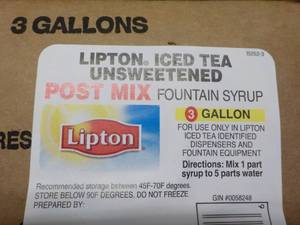 3 GALLONS
B252-3
LIPTON® ICED TEA
UNSWEETENED
POST MIX FOUNTAIN SYRUP
3 GALLON
FOR USE ONLY IN LIPTON
ICED TEA IDENTIFIED
DISPENSERS AND
FOUNTAIN EQUIPMENT
Directions: Mix 1 part
syrup to 5 parts water
RES
Lipton
Recommended storage between 45F-70F degrees.
STORE BELOW 90F DEGREES. DO NOT FREEZE
PREPARED BY:
GIN #0058248